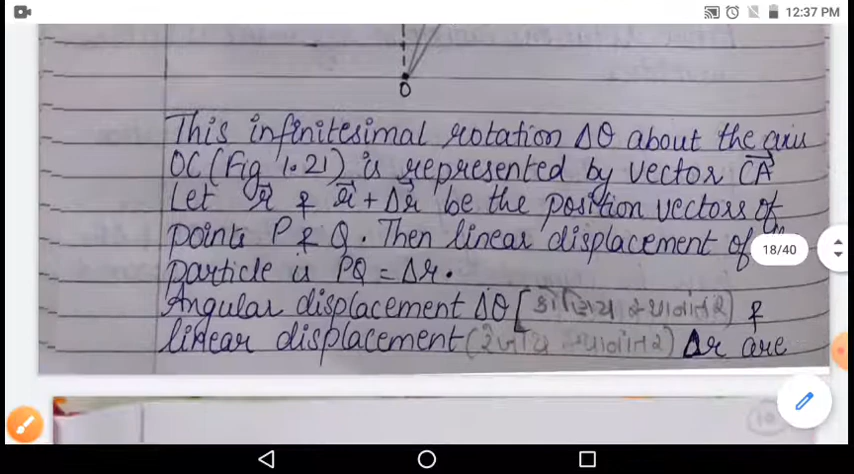 12:37 PM
O
This infinitesimal rotation Δθ about the axis
OC (Fig 1.21) is represented by vector CA⃗
Let r⃗ & r⃗ + Δr⃗ be the position vectors of
points P & Q. Then linear displacement of
18/40
particle is PQ = Δr.
Angular displacement Δθ [કોણીય સ્થાનાંતર) &
linear displacement (રેખીય સ્થાનાંતર) Δr are